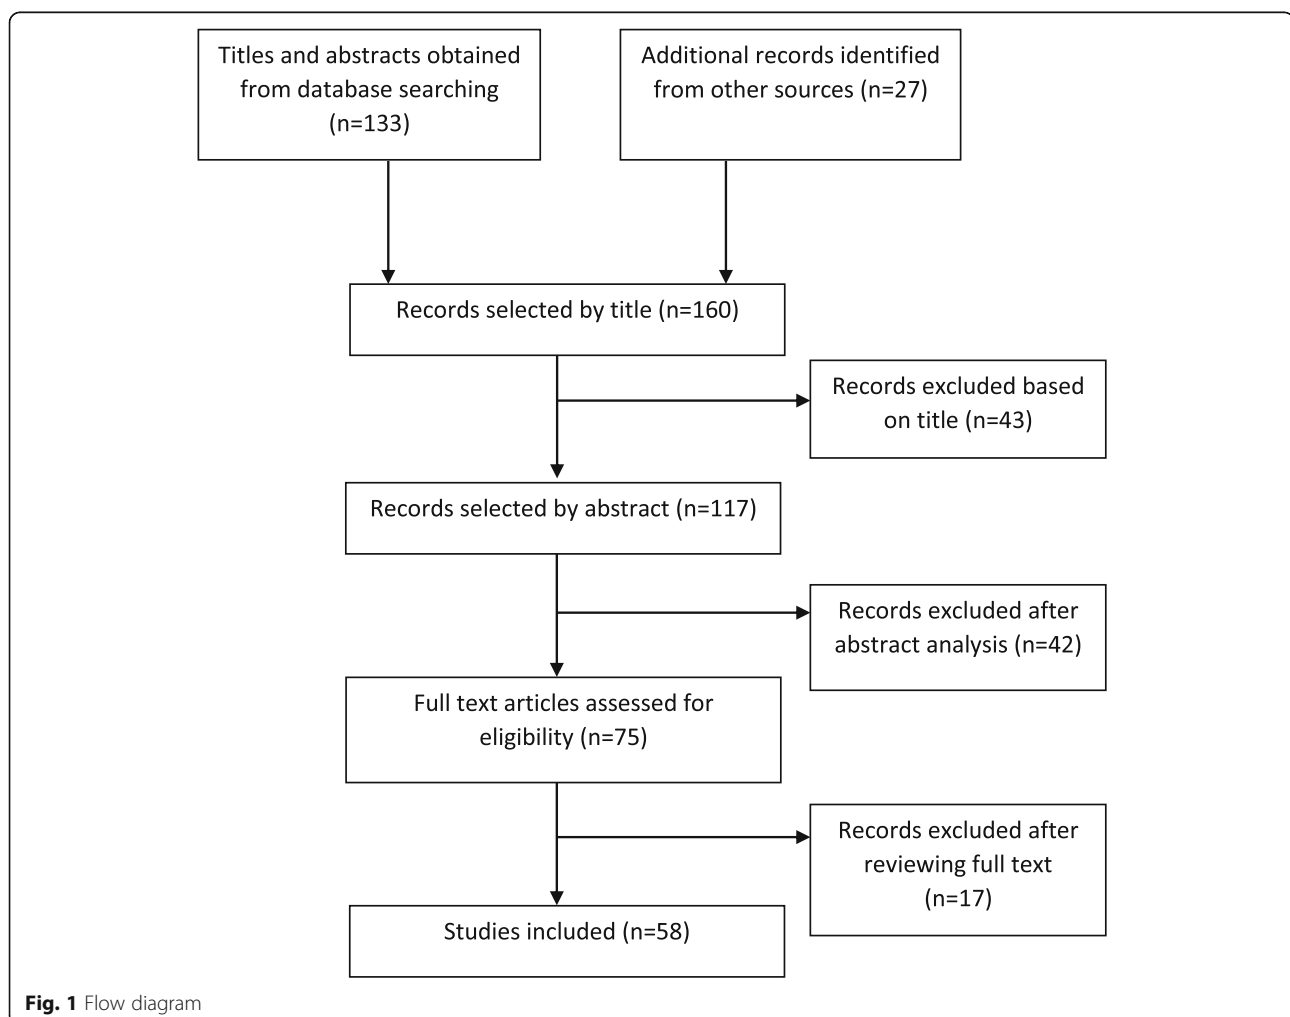 Titles and abstracts obtained
from database searching
(n=133)
Additional records identified
from other sources (n=27)
Records selected by title (n=160)
Records excluded based
on title (n=43)
Records selected by abstract (n=117)
Records excluded after
abstract analysis (n=42)
Full text articles assessed for
eligibility (n=75)
Records excluded after
reviewing full text
(n=17)
Studies included (n=58)
Fig. 1 Flow diagram